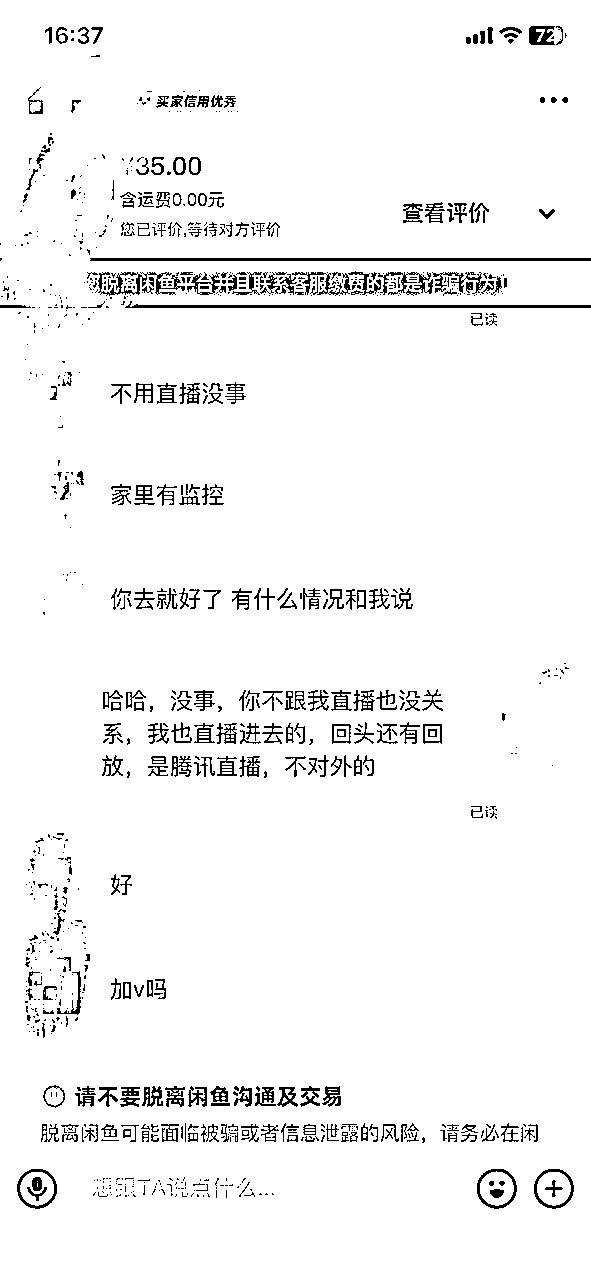 16:37
72
买家信用优秀
¥35.00
含运费0.00元
查看评价
您已评价,等待对方评价
脱离闲鱼平台并且联系客服缴费的都是诈骗行为!
已读
不用直播没事
家里有监控
你去就好了 有什么情况和我说
哈哈，没事，你不跟我直播也没关
系，我也直播进去的，回头还有回
放，是腾讯直播，不对外的
已读
好
加v吗
请不要脱离闲鱼沟通及交易
脱离闲鱼可能面临被骗或者信息泄露的风险，请务必在闲
想跟TA说点什么...